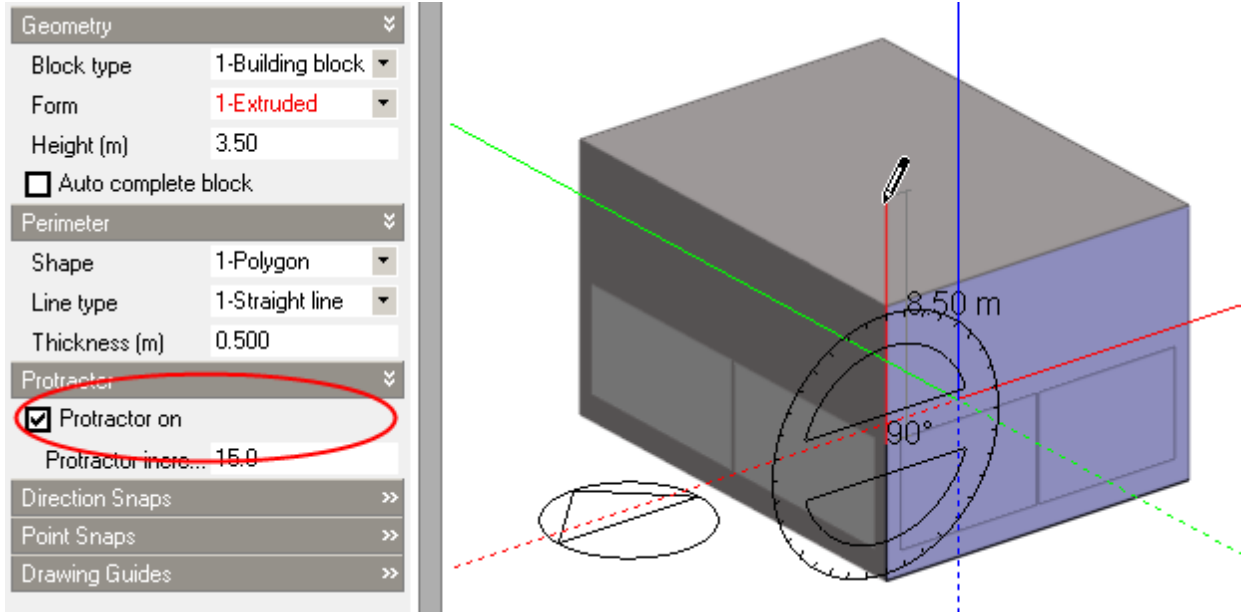 Geometry
Block type 1-Building block
Form 1-Extruded
Height (m) 3.50
Auto complete block
Perimeter
Shape 1-Polygon
Line type 1-Straight line
Thickness (m) 0.500
Protractor
Protractor on
Protractor incre... 15.0
Direction Snaps
Point Snaps
Drawing Guides
8.50 m
90°